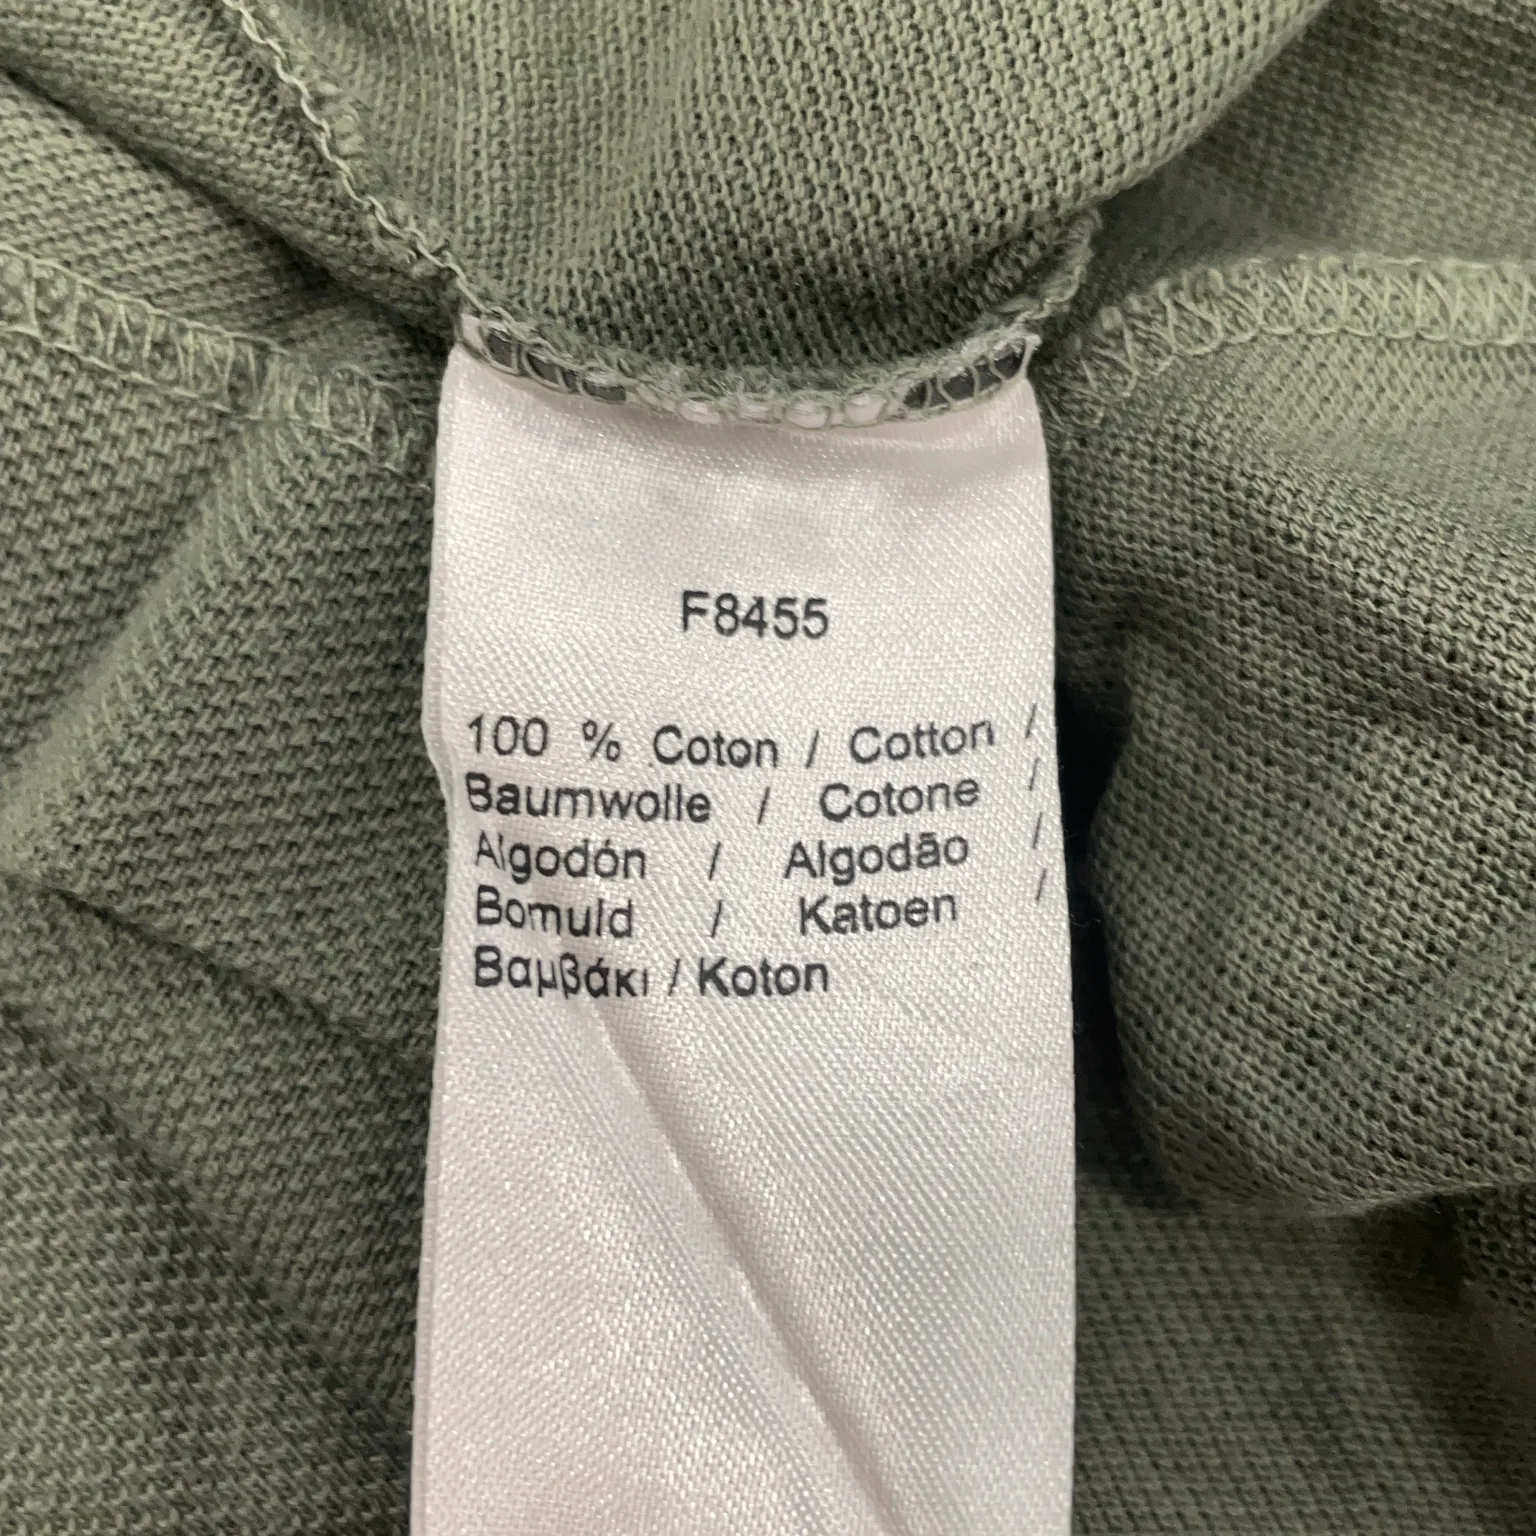 F8455
100 % Coton / Cotton /
Baumwolle / Cotone /
Algodón / Algodão /
Bomuld / Katoen /
Βαμβάκι / Koton